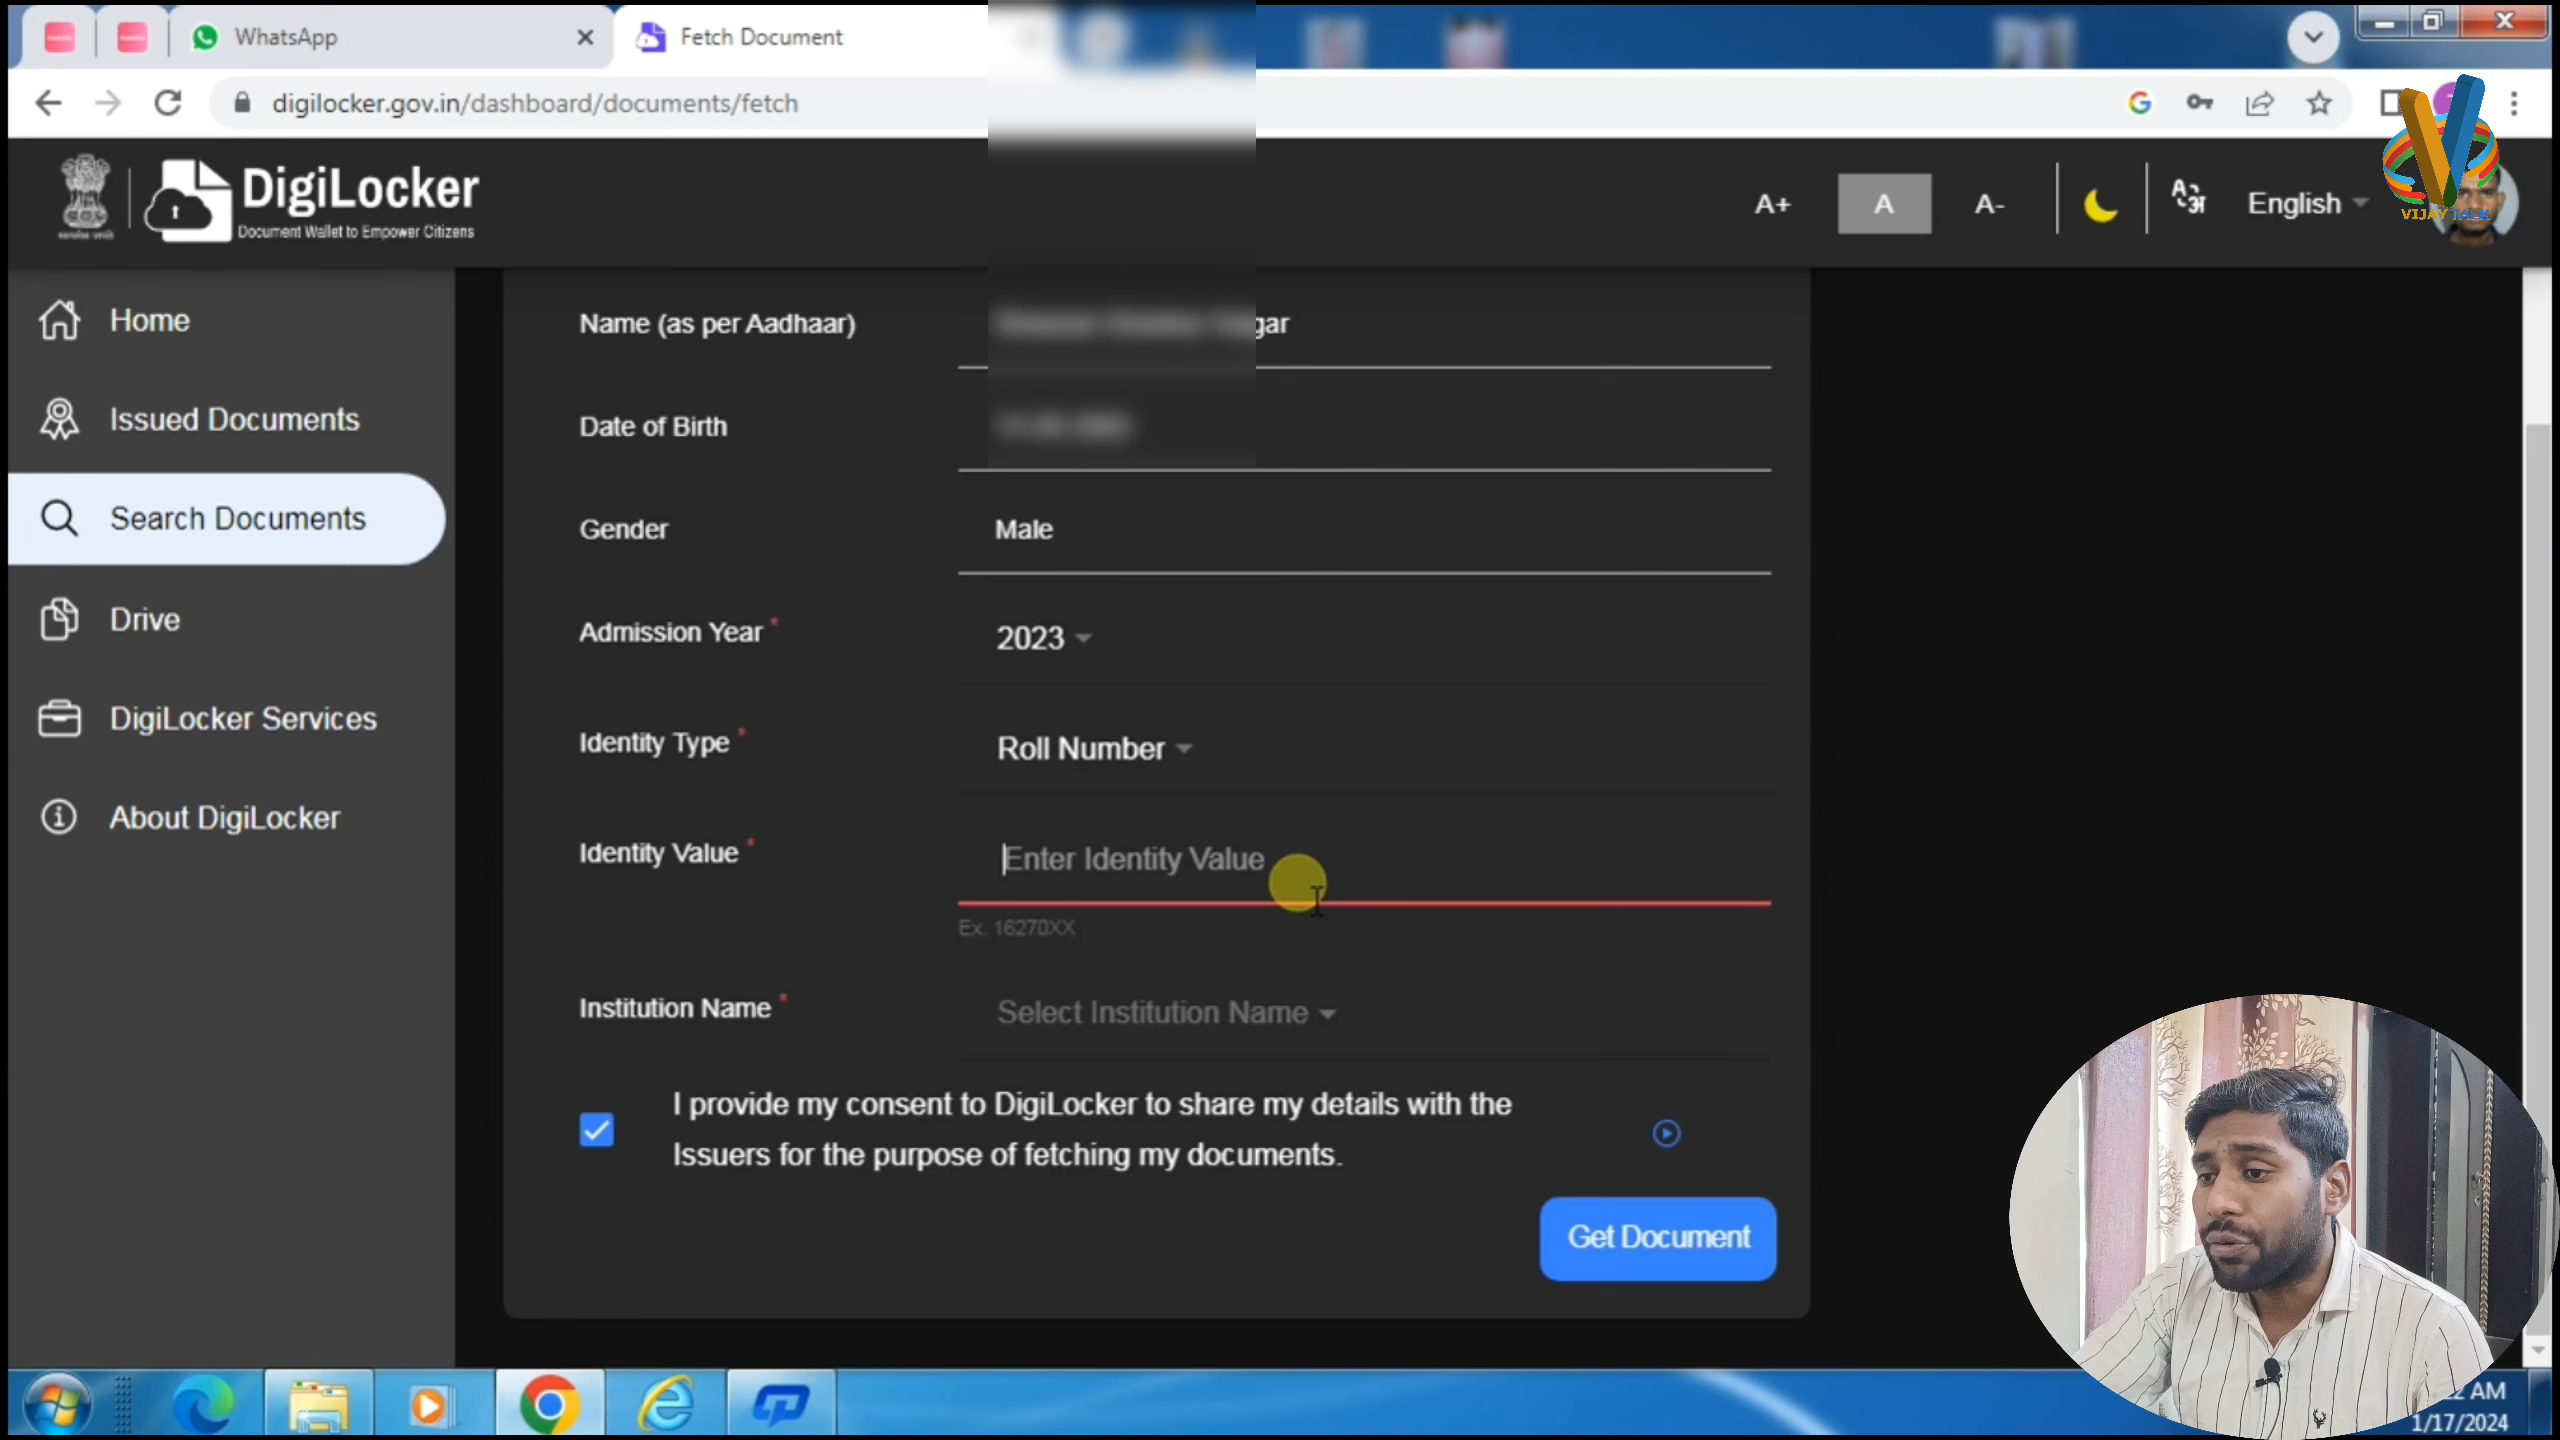 WhatsApp
Fetch Document
digilocker.gov.in/dashboard/documents/fetch
DigiLocker
Document Wallet to Empower Citizens
A+
A
A-
English
VIJAY TALK
Home
Issued Documents
Search Documents
Drive
DigiLocker Services
About DigiLocker
Name (as per Aadhaar)
Date of Birth
Gender
Male
Admission Year *
2023
Identity Type *
Roll Number
Identity Value *
Enter Identity Value
Ex. 16270XX
Institution Name *
Select Institution Name
I provide my consent to DigiLocker to share my details with the
Issuers for the purpose of fetching my documents.
Get Document
AM
1/17/2024